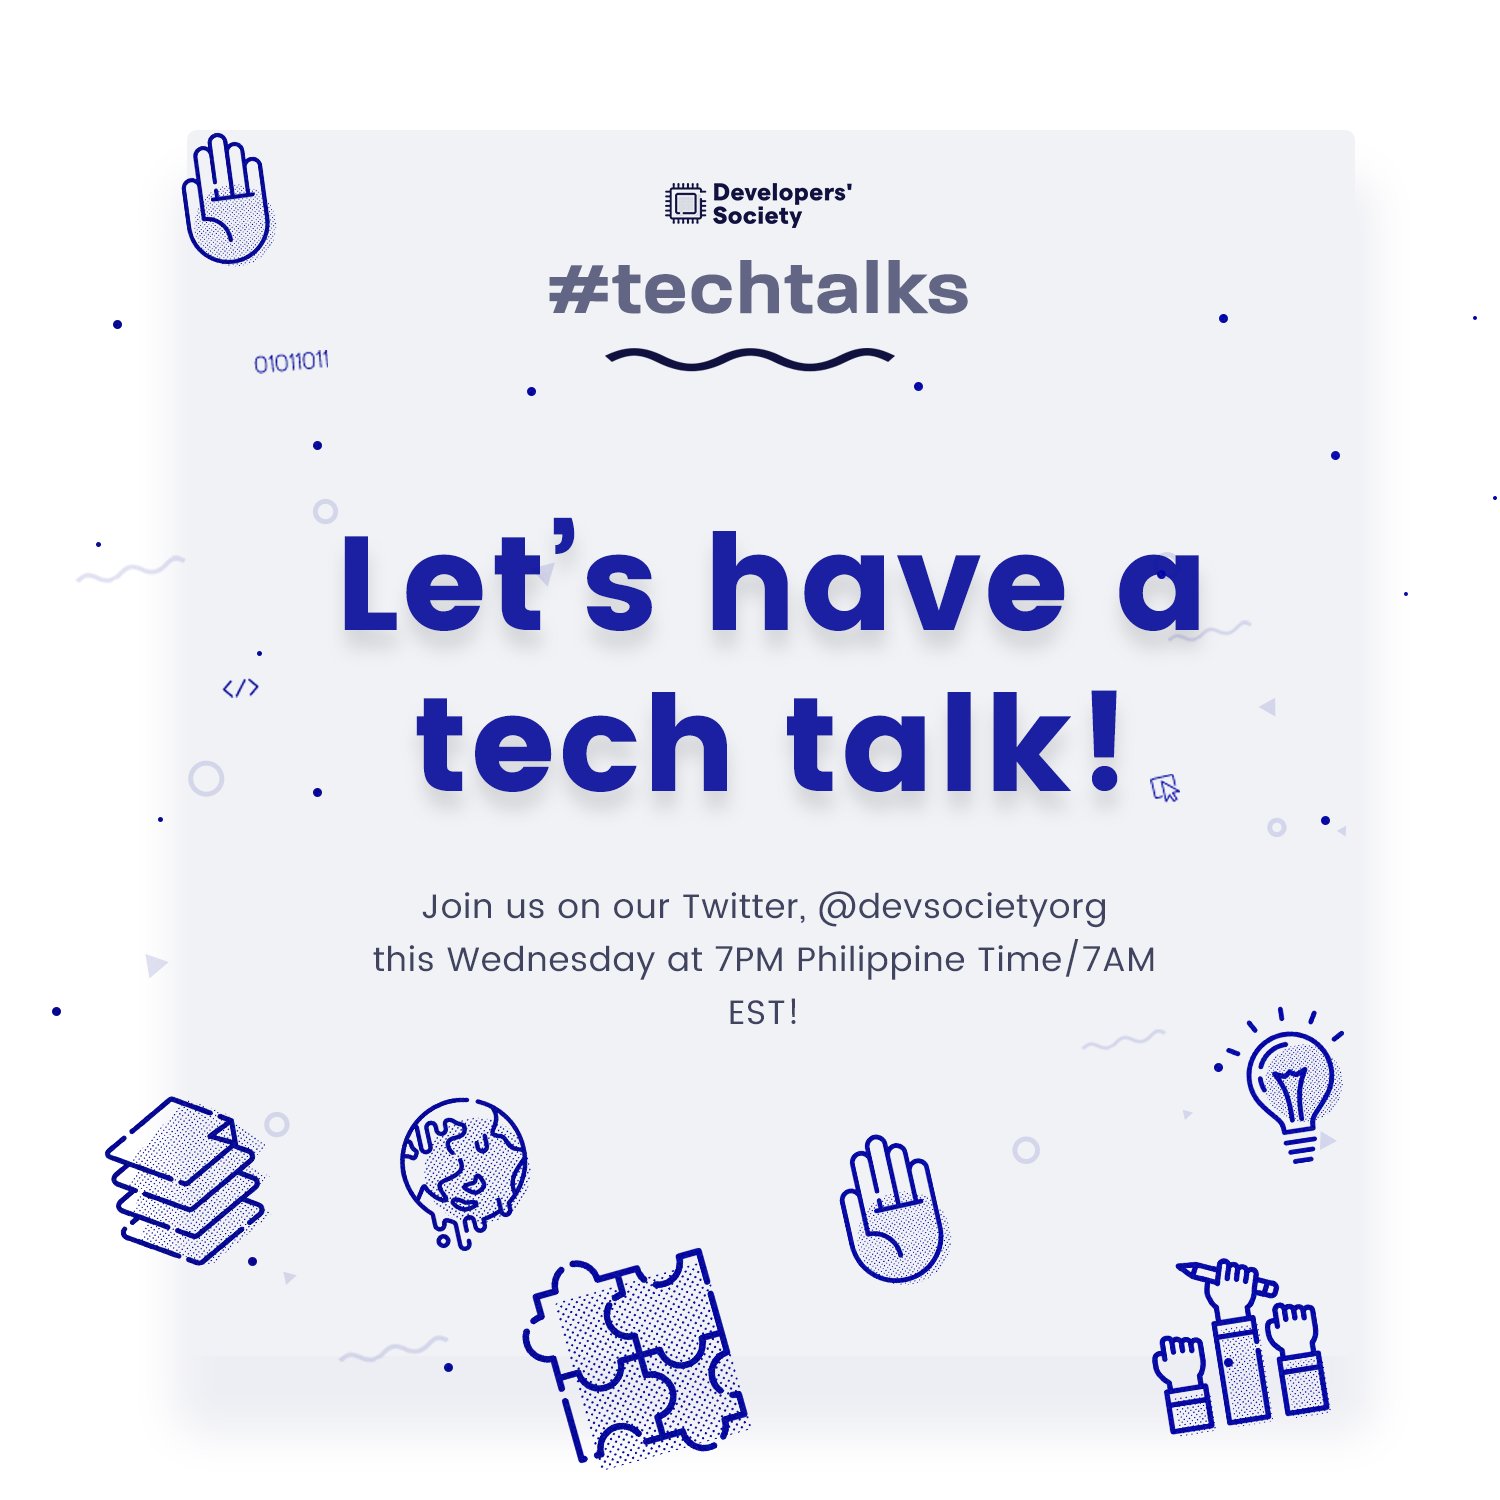 Developers'
Society
#techtalks
01011011
Let’s have a
</>
tech talk!
Join us on our Twitter, @devsocietyorg
this Wednesday at 7PM Philippine Time/7AM
EST!